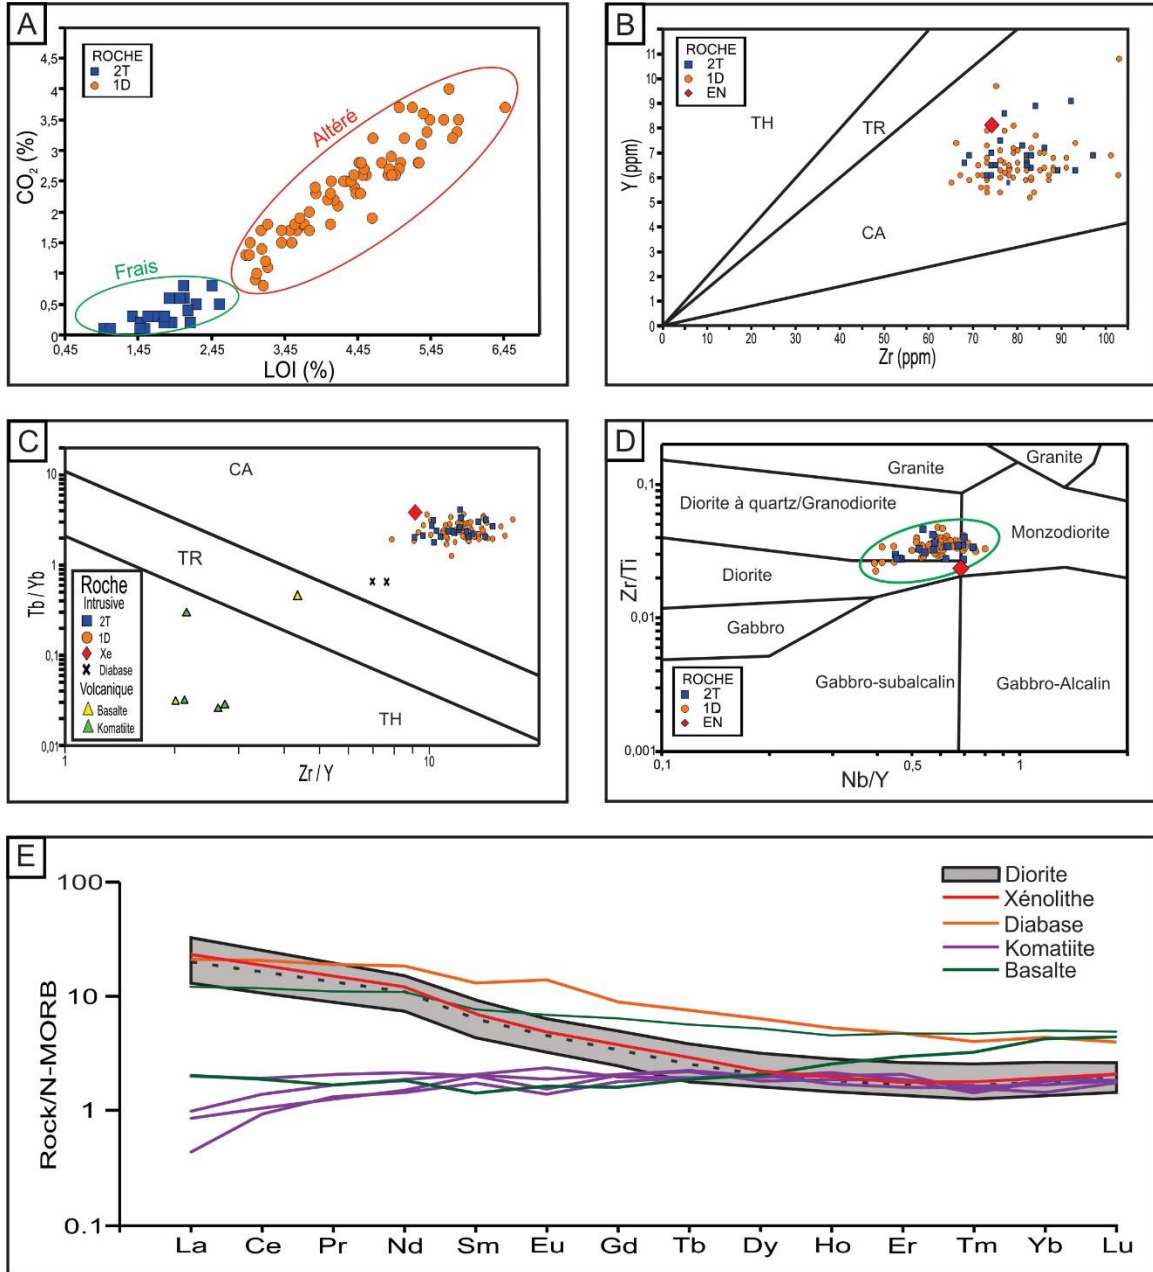 A
ROCHE
2T
1D
CO2 (%)
4,5
4
3,5
3
2,5
2
1,5
1
0,5
0
Altéré
Frais
0,45
1,45
2,45
3,45
4,45
5,45
6,45
LOI (%)
B
ROCHE
2T
1D
EN
Y (ppm)
11
10
9
8
7
6
5
4
3
2
1
0
TH
TR
CA
0
10
20
30
40
50
60
70
80
90
100
Zr (ppm)
C
CA
TR
TH
Tb / Yb
10
1
0,1
0,01
Roche
Intrusive
2T
1D
Xe
Diabase
Volcanique
Basalte
Komatiite
1
10
Zr / Y
D
Granite
Granite
Diorite à quartz/Granodiorite
Monzodiorite
Diorite
Gabbro
Gabbro-subalcalin
Gabbro-Alcalin
Zr/Ti
0,1
0,01
0,001
ROCHE
2T
1D
EN
0,1
0,5
1
Nb/Y
E
Rock/N-MORB
100
10
1
0.1
Diorite
Xénolithe
Diabase
Komatiite
Basalte
La Ce Pr Nd Sm Eu Gd Tb Dy Ho Er Tm Yb Lu